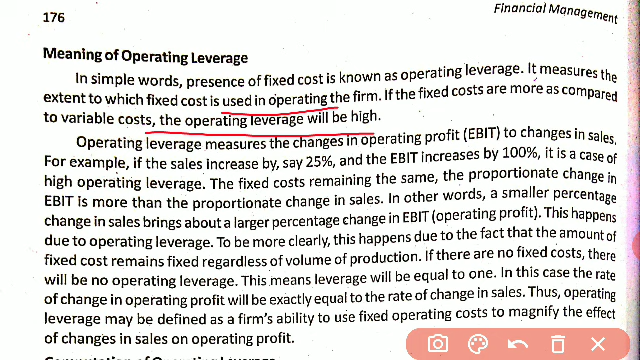 176
Financial Management
Meaning of Operating Leverage
In simple words, presence of fixed cost is known as operating leverage. It measures the
extent to which fixed cost is used in operating the firm. If the fixed costs are more as compared
to variable costs, the operating leverage will be high.
Operating leverage measures the changes in operating profit (EBIT) to changes in sales.
For example, if the sales increase by, say 25%, and the EBIT increases by 100%, it is a case of
high operating leverage. The fixed costs remaining the same, the proportionate change in
EBIT is more than the proportionate change in sales. In other words, a smaller percentage
change in sales brings about a larger percentage change in EBIT (operating profit). This happens
due to operating leverage. To be more clearly, this happens due to the fact that the amount of
fixed cost remains fixed regardless of volume of production. If there are no fixed costs, there
will be no operating leverage. This means leverage will be equal to one. In this case the rate
of change in operating profit will be exactly equal to the rate of change in sales. Thus, operating
leverage may be defined as a firm's ability to use fixed operating costs to magnify the effect
of changes in sales on operating profit.